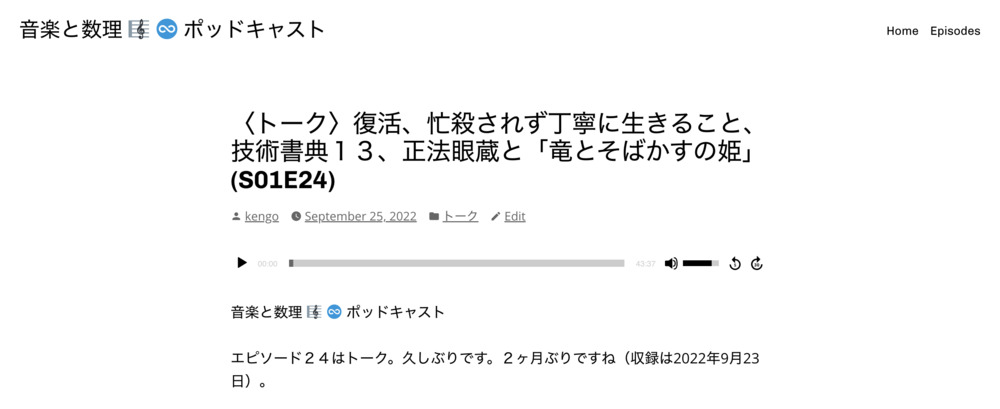 音楽と数理 🎼 ♾️ ポッドキャスト
Home Episodes
〈トーク〉復活、忙殺されず丁寧に生きること、
技術書典１３、正法眼蔵と「竜とそばかすの姫」
(S01E24)
kengo September 25, 2022 トーク Edit
00:00 43:37
音楽と数理 🎼 ♾️ ポッドキャスト
エピソード２４はトーク。久しぶりです。２ヶ月ぶりですね（収録は2022年9月23
日）。